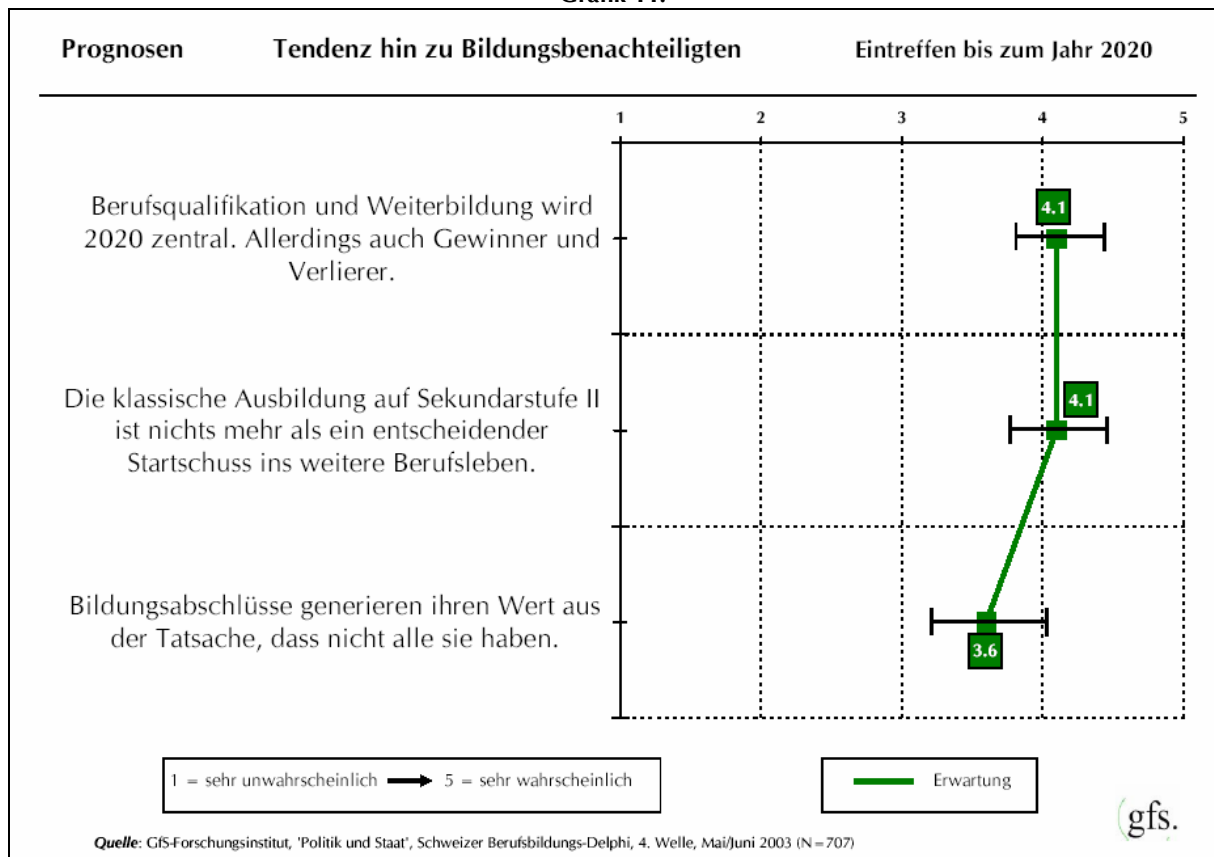 Prognosen Tendenz hin zu Bildungsbenachteiligten Eintreffen bis zum Jahr 2020
1 2 3 4 5
Berufsqualifikation und Weiterbildung wird
2020 zentral. Allerdings auch Gewinner und
Verlierer.
4.1
Die klassische Ausbildung auf Sekundarstufe II
ist nichts mehr als ein entscheidender
Startschuss ins weitere Berufsleben.
4.1
Bildungsabschlüsse generieren ihren Wert aus
der Tatsache, dass nicht alle sie haben.
3.6
1 = sehr unwahrscheinlich → 5 = sehr wahrscheinlich
Erwartung
(gfs.
Quelle: GfS-Forschungsinstitut, 'Politik und Staat', Schweizer Berufsbildungs-Delphi, 4. Welle, Mai/Juni 2003 (N=707)